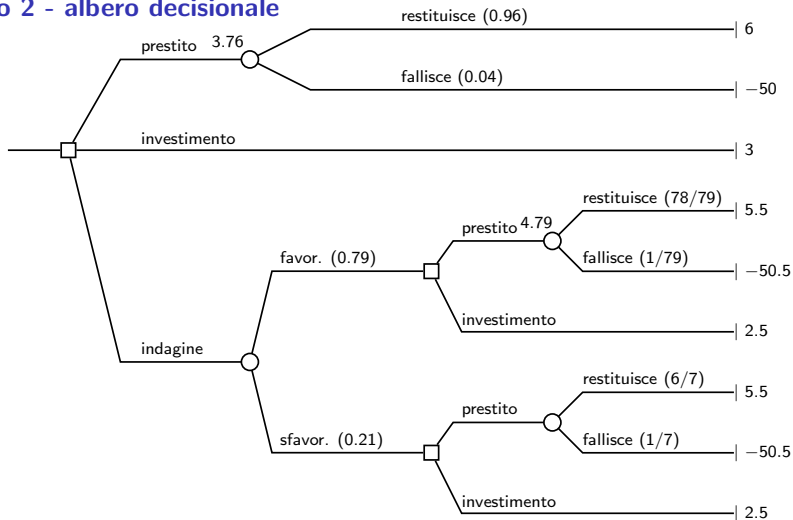 o 2 - albero decisionale
restituisce (0.96)
6
prestito 3.76
fallisce (0.04)
−50
investimento
3
restituisce (78/79)
5.5
prestito 4.79
favor. (0.79)
fallisce (1/79)
−50.5
investimento
2.5
indagine
restituisce (6/7)
5.5
prestito
sfavor. (0.21)
fallisce (1/7)
−50.5
investimento
2.5